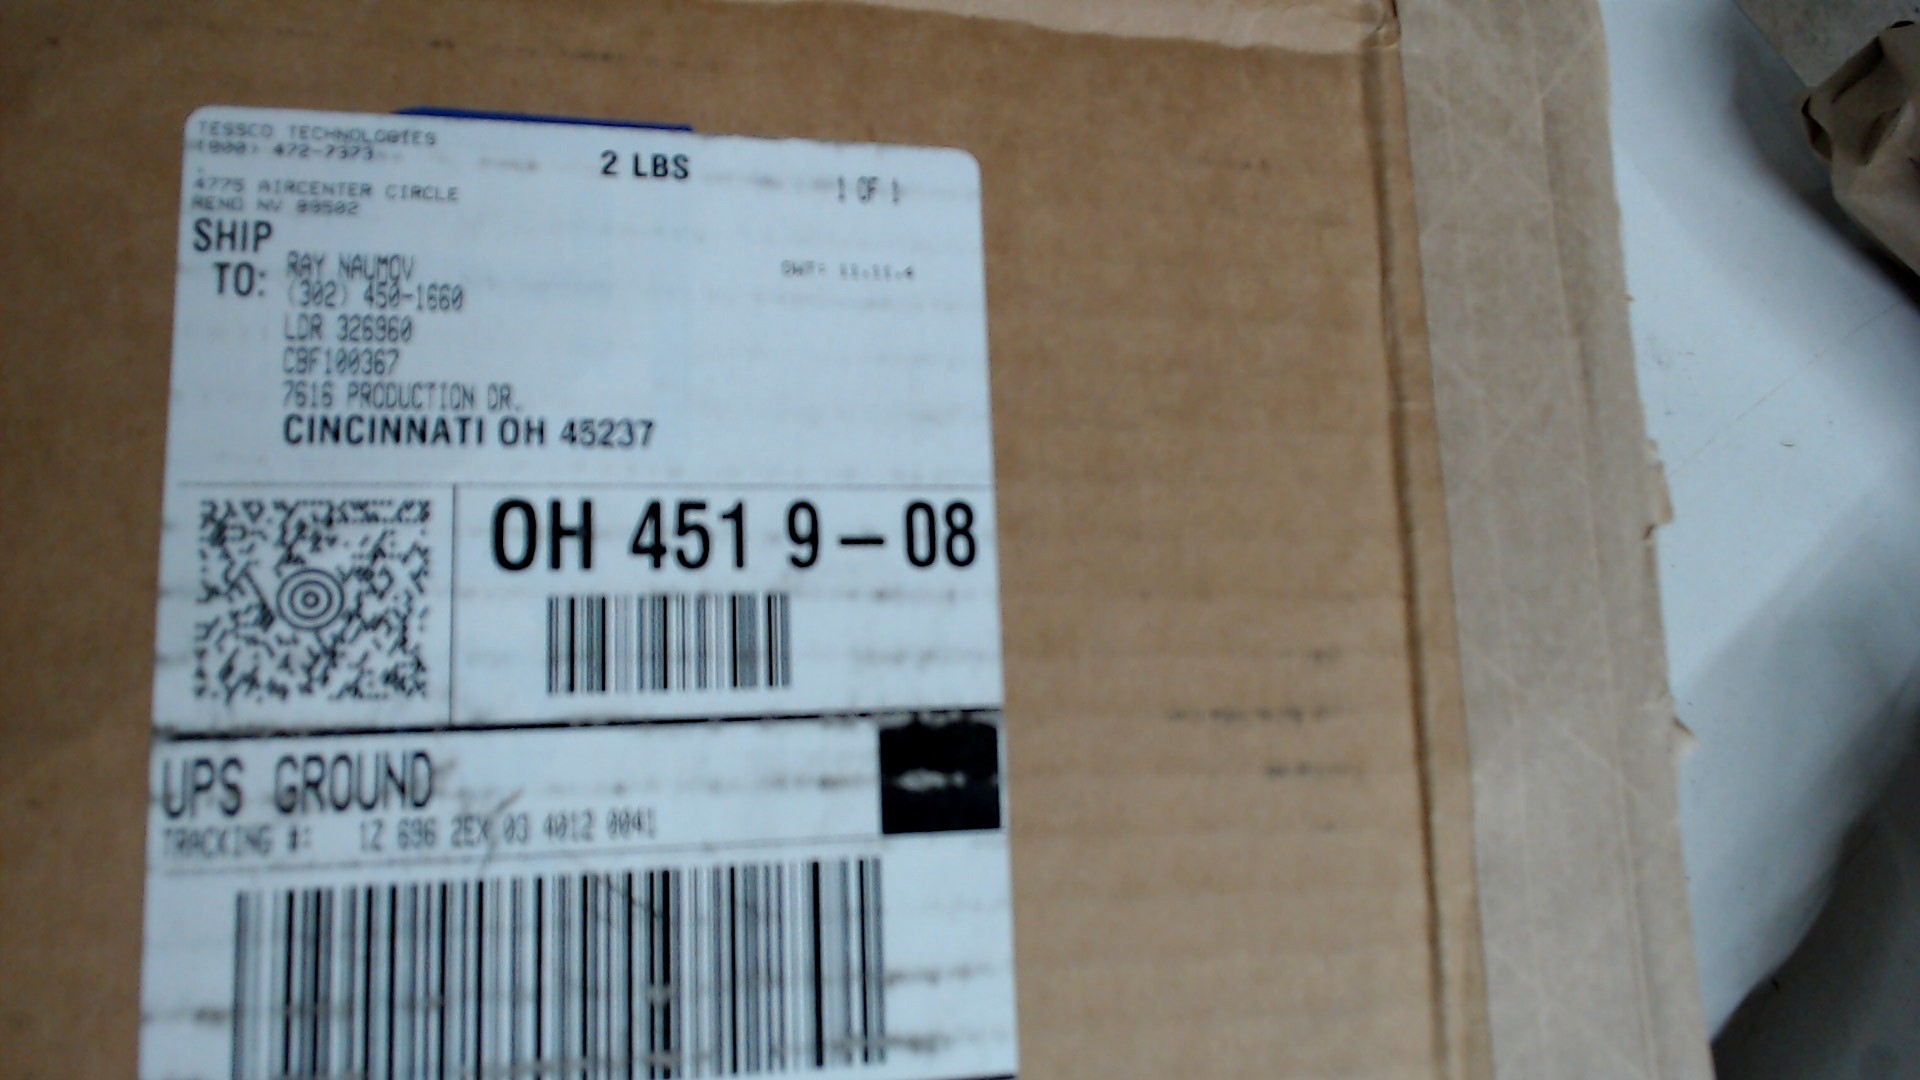 TESSCO TECHNOLOGIES
(800) 472-7373
2 LBS
1 OF 1
4775 AIRCENTER CIRCLE
RENO NV 89502
SHIP
TO:
RAY NAUMOV
(302) 450-1660
LDR 326960
CBF100367
7616 PRODUCTION DR.
CINCINNATI OH 45237
OH 451 9-08
UPS GROUND
TRACKING #: 1Z 696 2EX 03 4012 0041